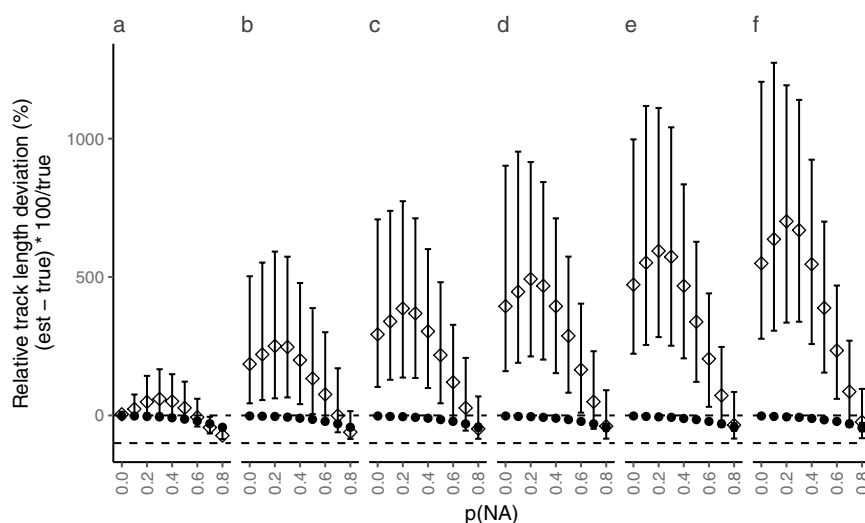 a b c d e f
Relative track length deviation (%)
(est − true) * 100/true
1000
500
0
0.0 0.2 0.4 0.6 0.8 0.0 0.2 0.4 0.6 0.8 0.0 0.2 0.4 0.6 0.8 0.0 0.2 0.4 0.6 0.8 0.0 0.2 0.4 0.6 0.8 0.0 0.2 0.4 0.6 0.8
p(NA)